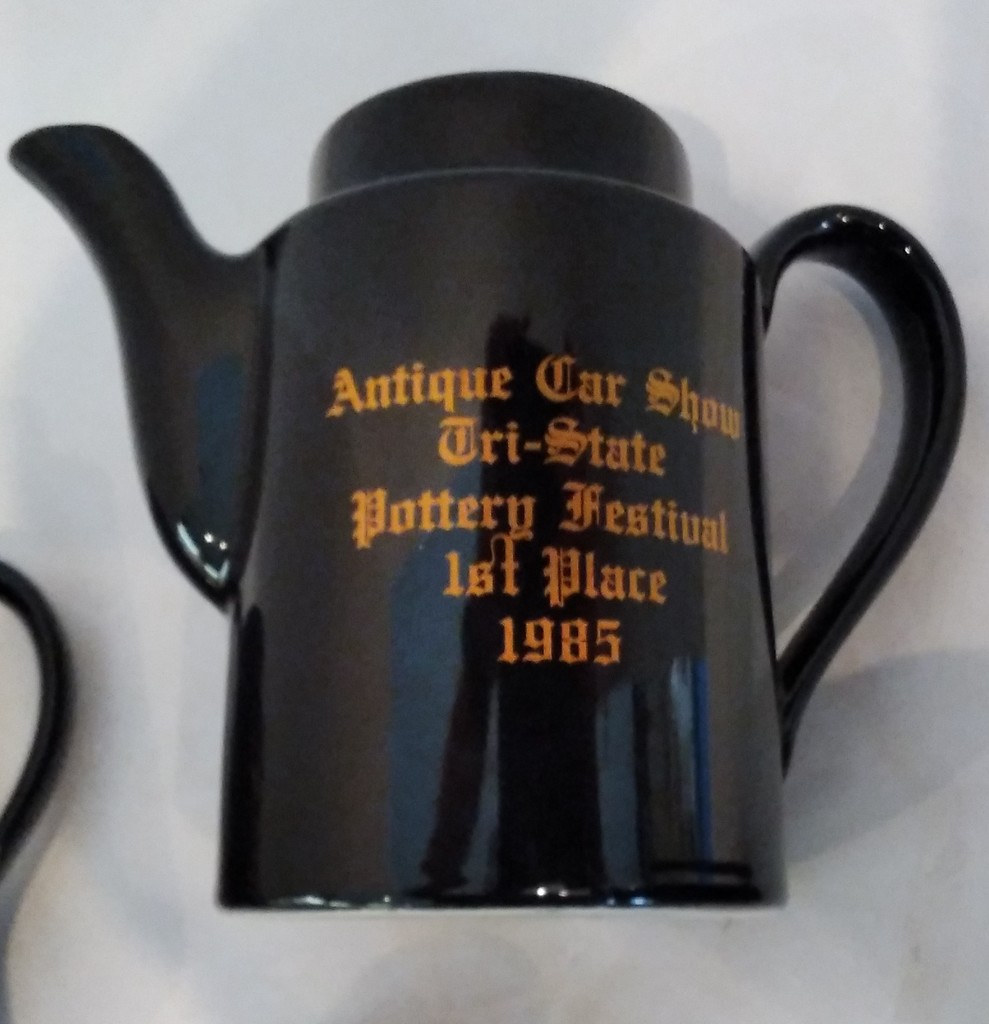 Antique Car Show
Tri-State
Pottery Festival
1st Place
1985